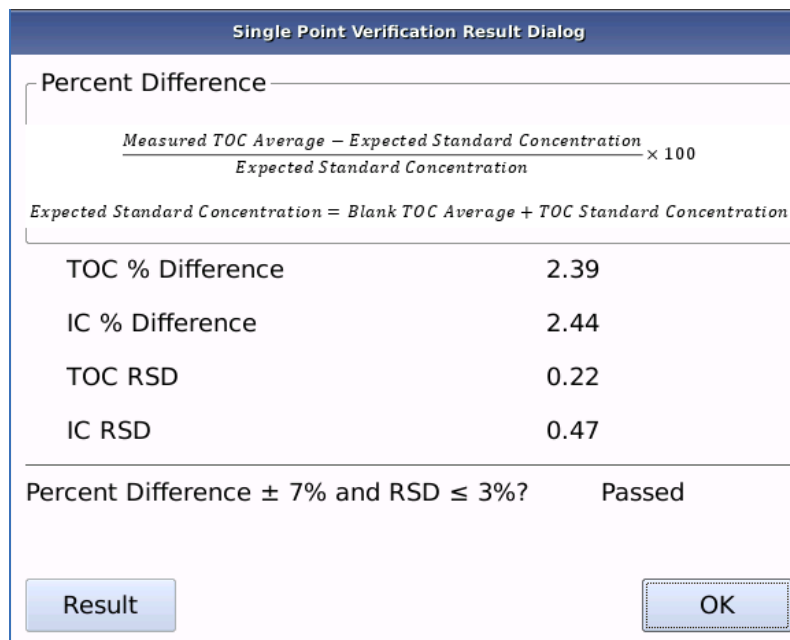 Single Point Verification Result Dialog
Percent Difference
Measured TOC Average − Expected Standard Concentration
Expected Standard Concentration
× 100
Expected Standard Concentration = Blank TOC Average + TOC Standard Concentration
TOC % Difference 2.39
IC % Difference 2.44
TOC RSD 0.22
IC RSD 0.47
Percent Difference ± 7% and RSD ≤ 3%? Passed
Result OK